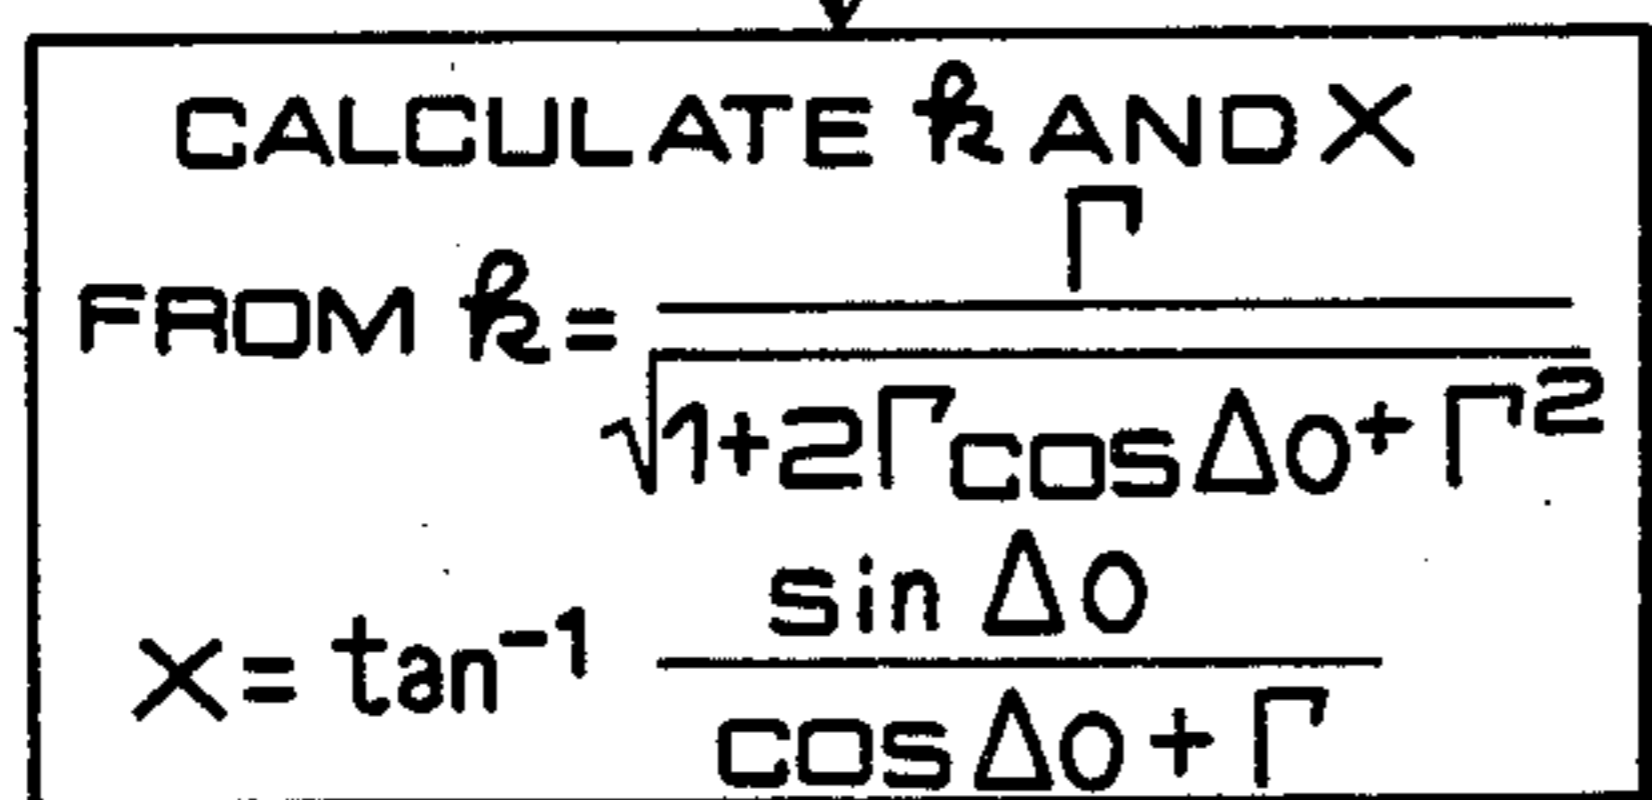 CALCULATE k AND X
FROM k = Γ / √(1+2Γcos Δ0 + Γ²)
X = tan⁻¹ sin Δ0 / (cos Δ0 + Γ)